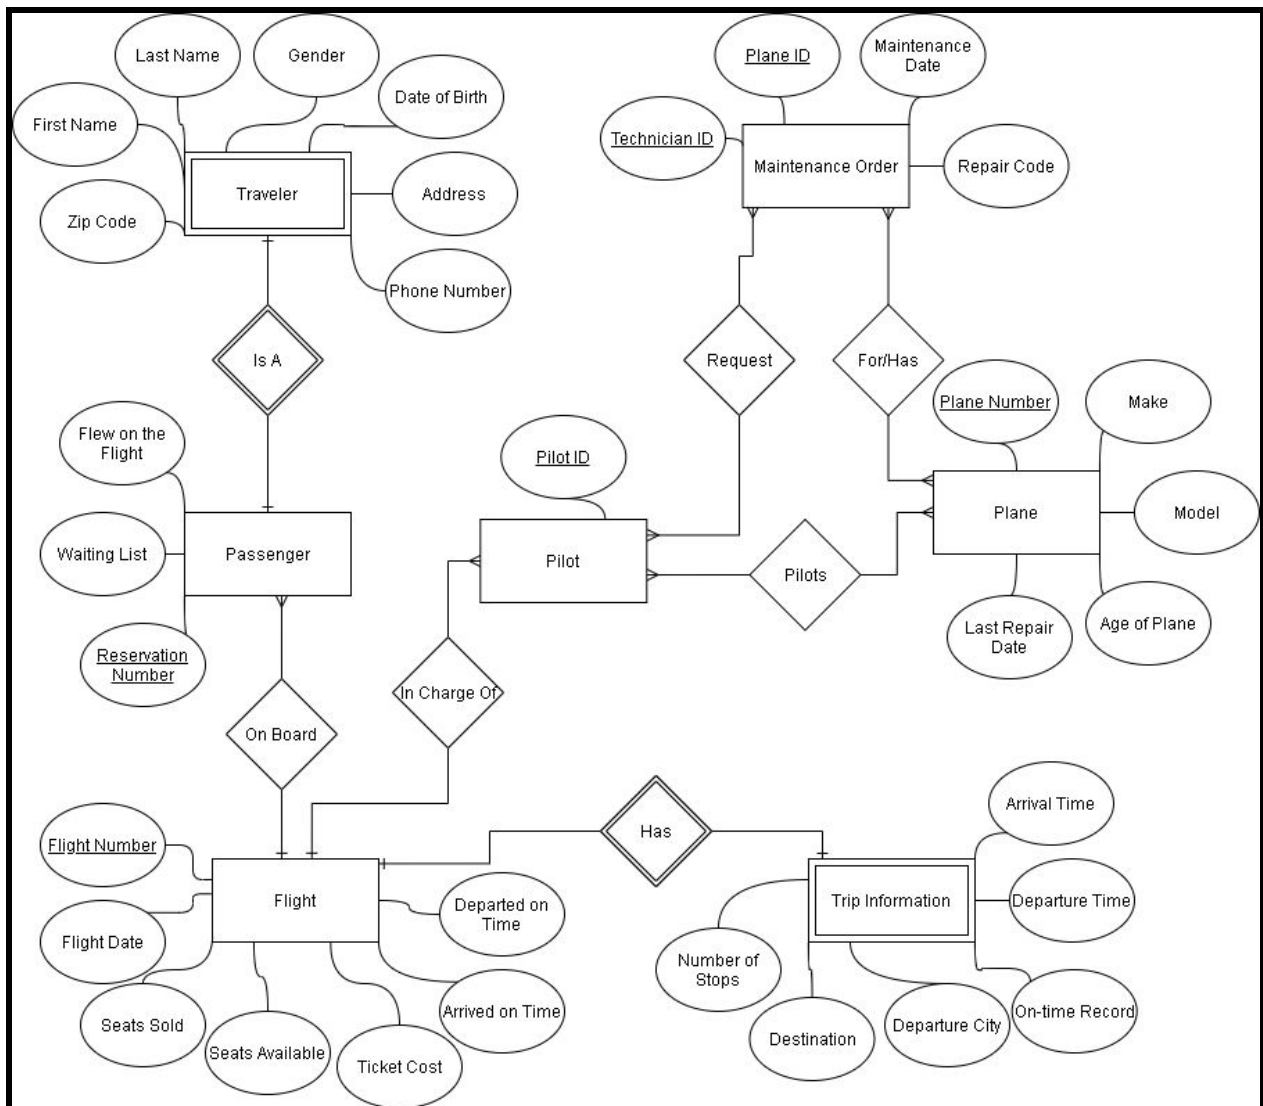 Last Name
Gender
Date of Birth
First Name
Traveler
Address
Zip Code
Phone Number
Is A
Plane ID
Maintenance
Date
Technician ID
Maintenance Order
Repair Code
Request
For/Has
Plane Number
Make
Flew on the
Flight
Pilot ID
Waiting List
Passenger
Pilot
Pilots
Plane
Model
Reservation
Number
Last Repair
Date
Age of Plane
In Charge Of
On Board
Has
Arrival Time
Flight Number
Flight
Departed on
Time
Trip Information
Departure Time
Flight Date
Number of
Stops
Seats Sold
Arrived on Time
Seats Available
Ticket Cost
Destination
Departure City
On-time Record